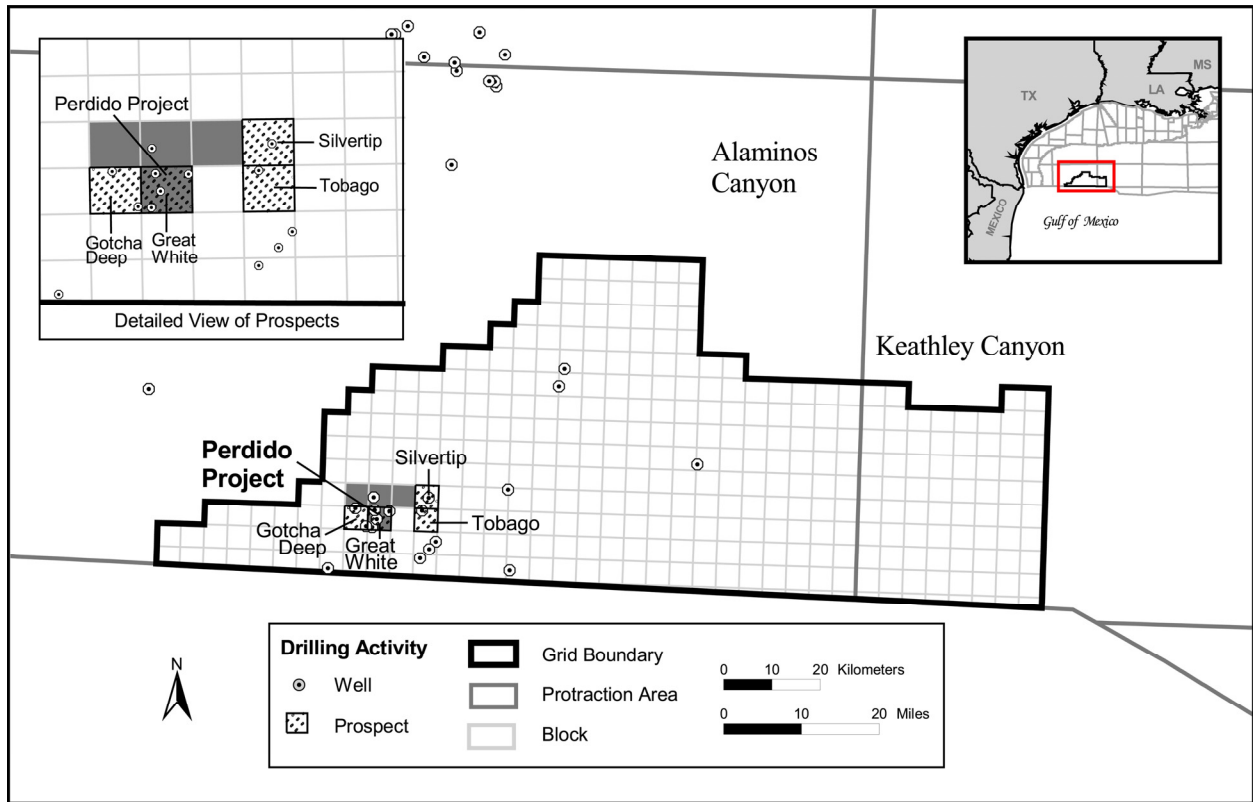 Perdido Project
Silvertip
Tobago
Gotcha
Deep
Great
White
Detailed View of Prospects
Alaminos
Canyon
Keathley Canyon
TX
LA
MS
MEXICO
Gulf of Mexico
Perdido
Project
Silvertip
Gotcha
Deep
Great
White
Tobago
N
Drilling Activity
Well
Prospect
Grid Boundary
Protraction Area
Block
0 10 20 Kilometers
0 10 20 Miles